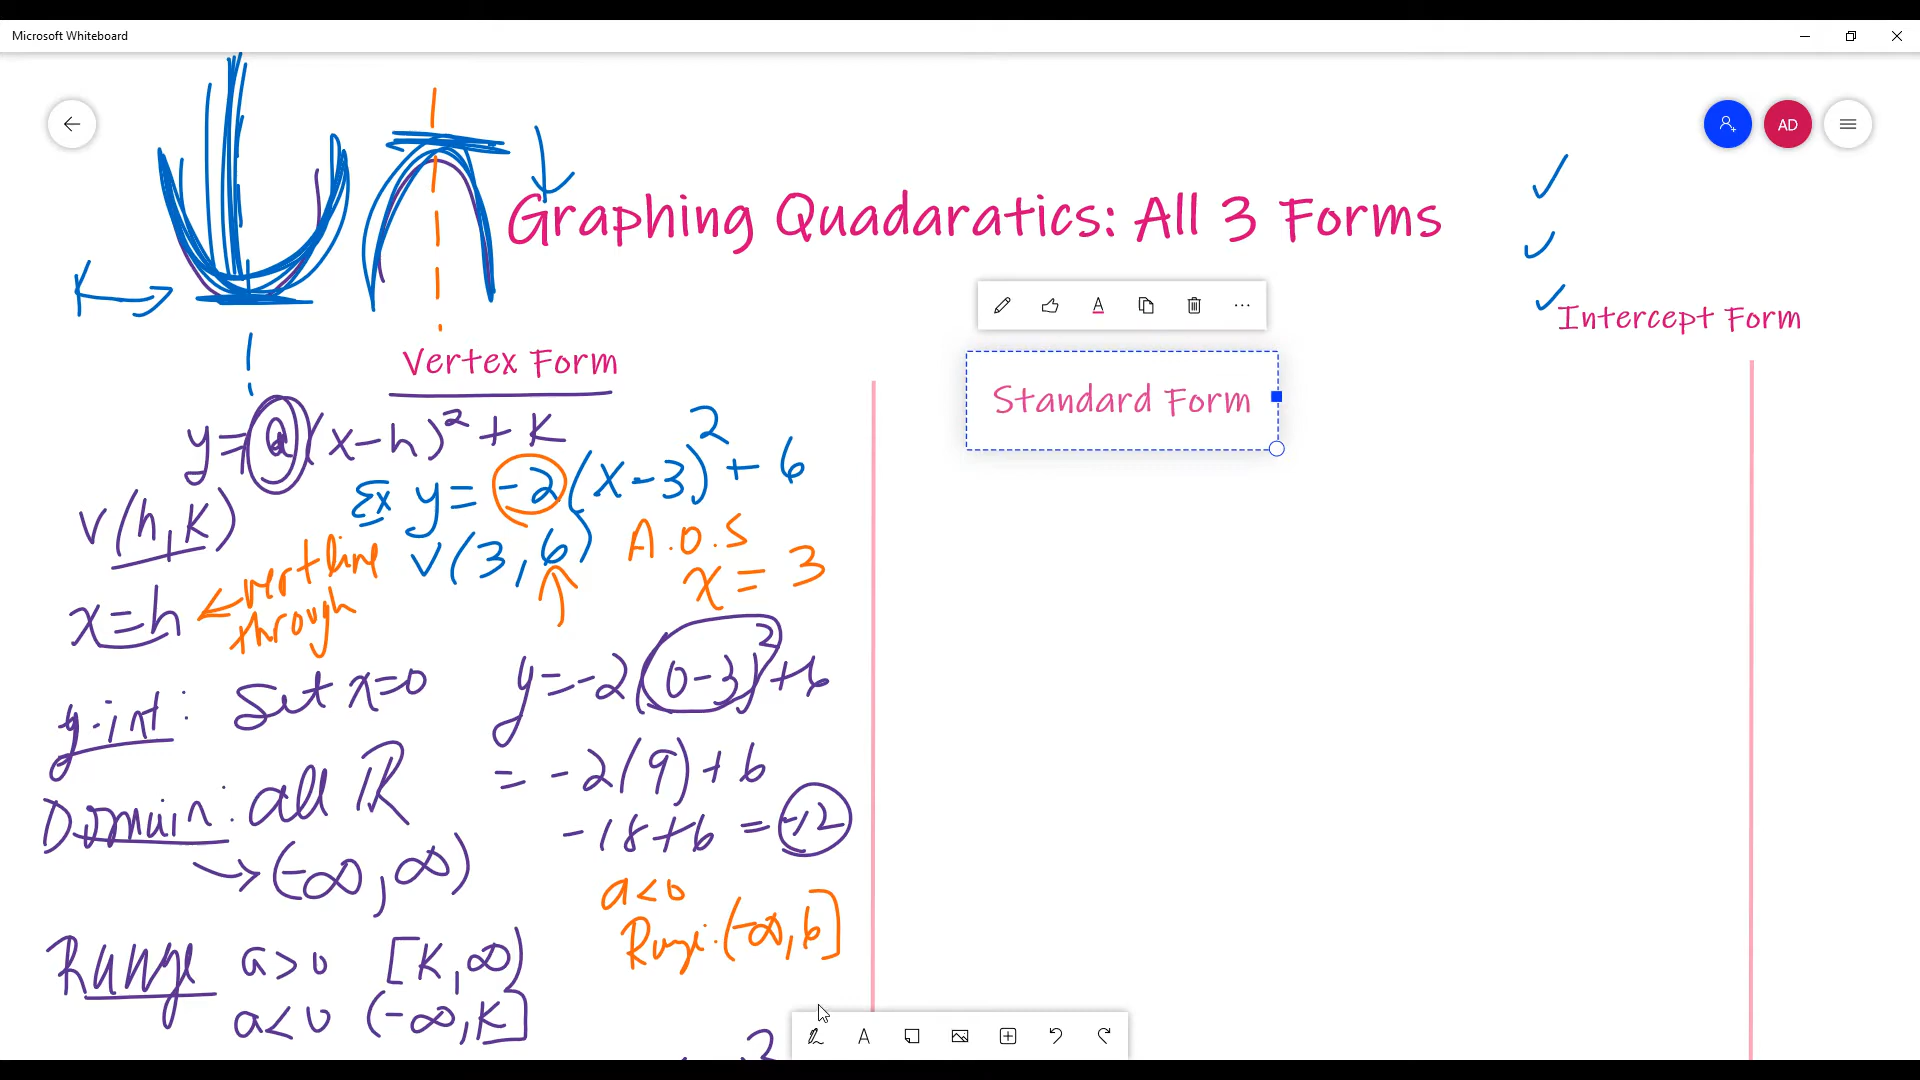 Microsoft Whiteboard
AD
Graphing Quadaratics: All 3 Forms
K
Intercept Form
Vertex Form
Standard Form
y=a(x-h)²+K
Ex y=-2(x-3)²+6
V(h,K)
V(3,6)
A.O.S
x=3
x=h
vert line
through
y-int: Set x=0
y=-2(0-3)²+6
=-2(9)+6
-18+6=-12
Domain: all ℝ
→(-∞,∞)
a<0
Range: (-∞,6]
Range a>0 [K,∞)
a<0 (-∞,K]
A